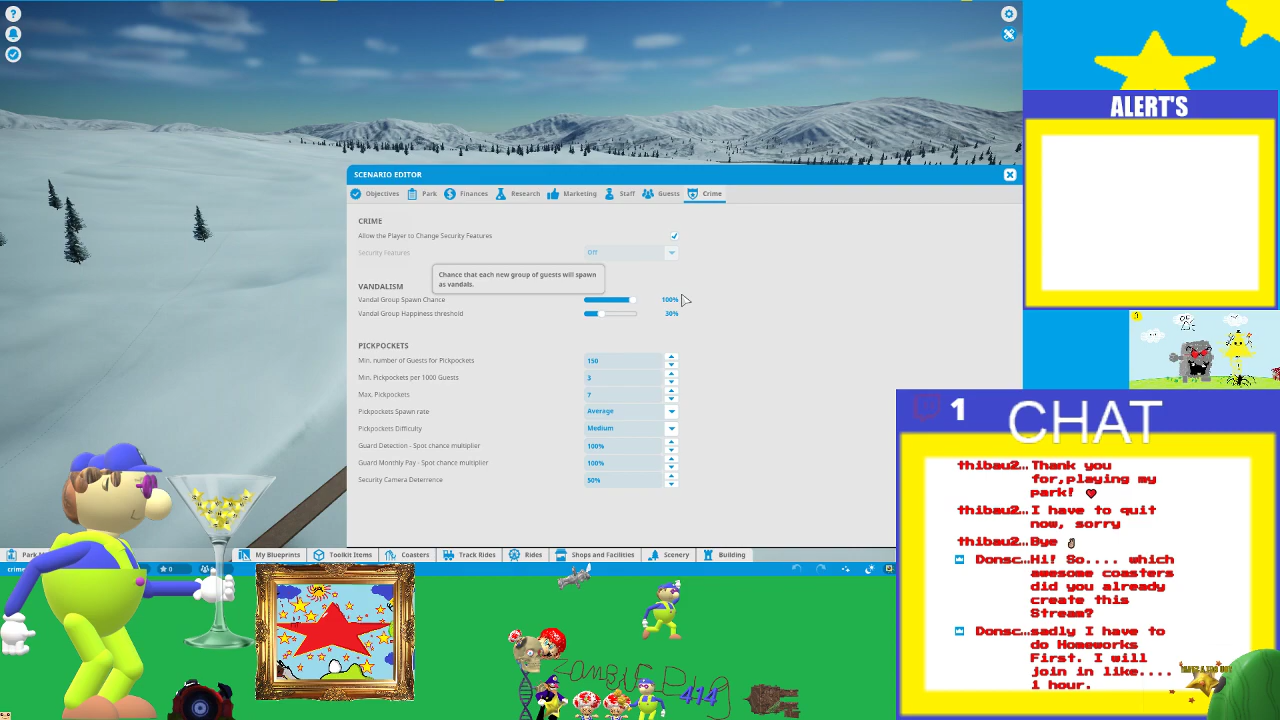 ?
SCENARIO EDITOR
Objectives Park Finances Research Marketing Staff Guests Crime
CRIME
Allow the Player to Change Security Features
Security Features Off
Chance that each new group of guests will spawn
as vandals.
VANDALISM
Vandal Group Spawn Chance 100%
Vandal Group Happiness threshold 30%
PICKPOCKETS
Min. number of Guests for Pickpockets 150
Min. Pickpockets per 1000 Guests 3
Max. Pickpockets 7
Pickpockets Spawn rate Average
Pickpockets Difficulty Medium
Guard Detection - Spot chance multiplier 100%
Guard Monthly Pay - Spot chance multiplier 100%
Security Camera Deterrence 50%
Park
My Blueprints Toolkit Items Coasters Track Rides Rides Shops and Facilities Scenery Building
crime
0
ALERT'S
1 CHAT
thibau2... Thank you
for,playing my
park!
thibau2... I have to quit
now, sorry
thibau2... Bye
Donsc... Hi! So.... which
awesome coasters
did you already
create this
Stream?
Donsc... sadly I have to
do Homeworks
First. I will
join in like....
1 hour.
ZOMBIE PIG
414